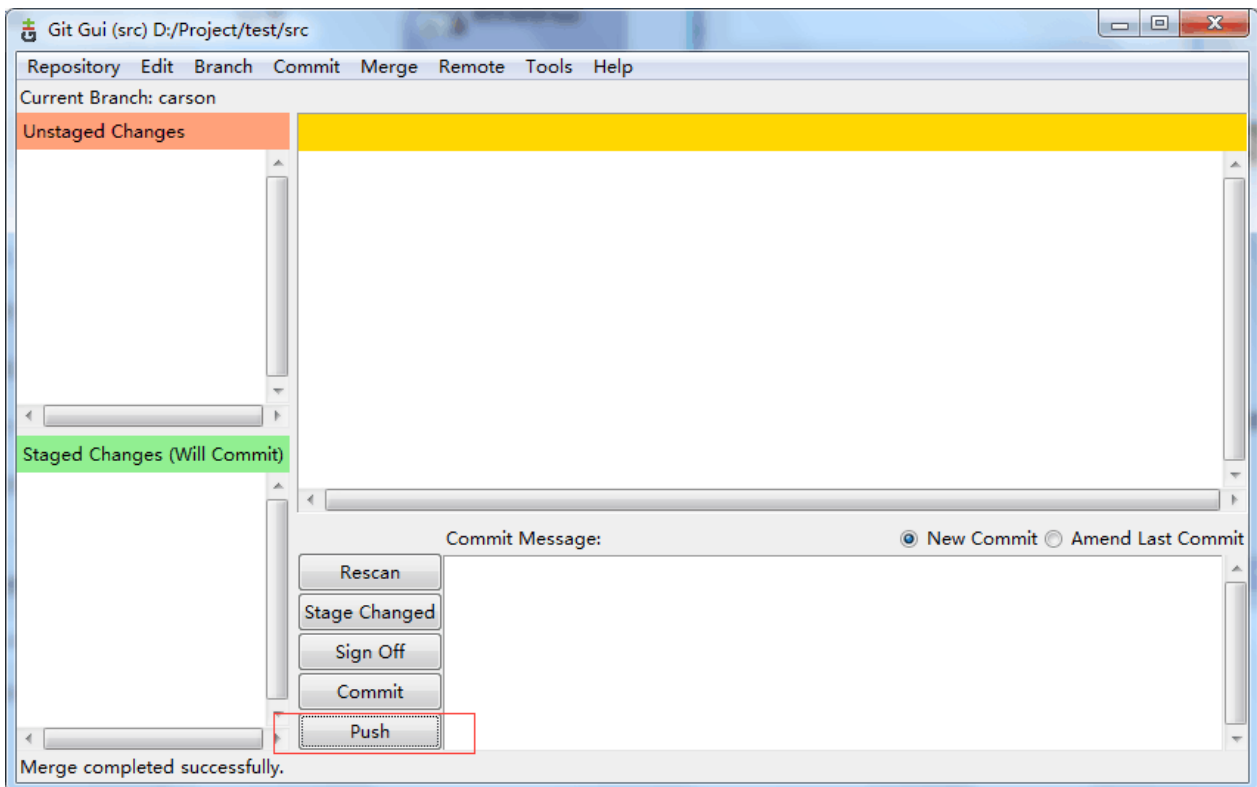 Git Gui (src) D:/Project/test/src
Repository Edit Branch Commit Merge Remote Tools Help
Current Branch: carson
Unstaged Changes
Staged Changes (Will Commit)
Commit Message:
New Commit
Amend Last Commit
Rescan
Stage Changed
Sign Off
Commit
Push
Merge completed successfully.